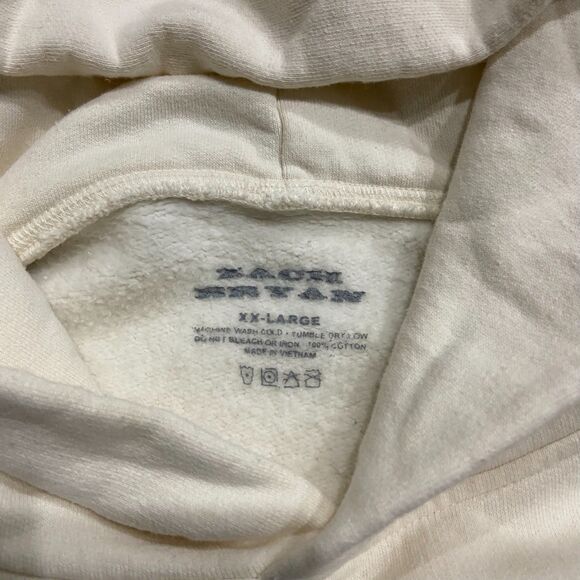 ZACH
BRYAN
XX-LARGE
MACHINE WASH COLD • TUMBLE DRY LOW
DO NOT BLEACH OR IRON 100% COTTON
MADE IN VIETNAM